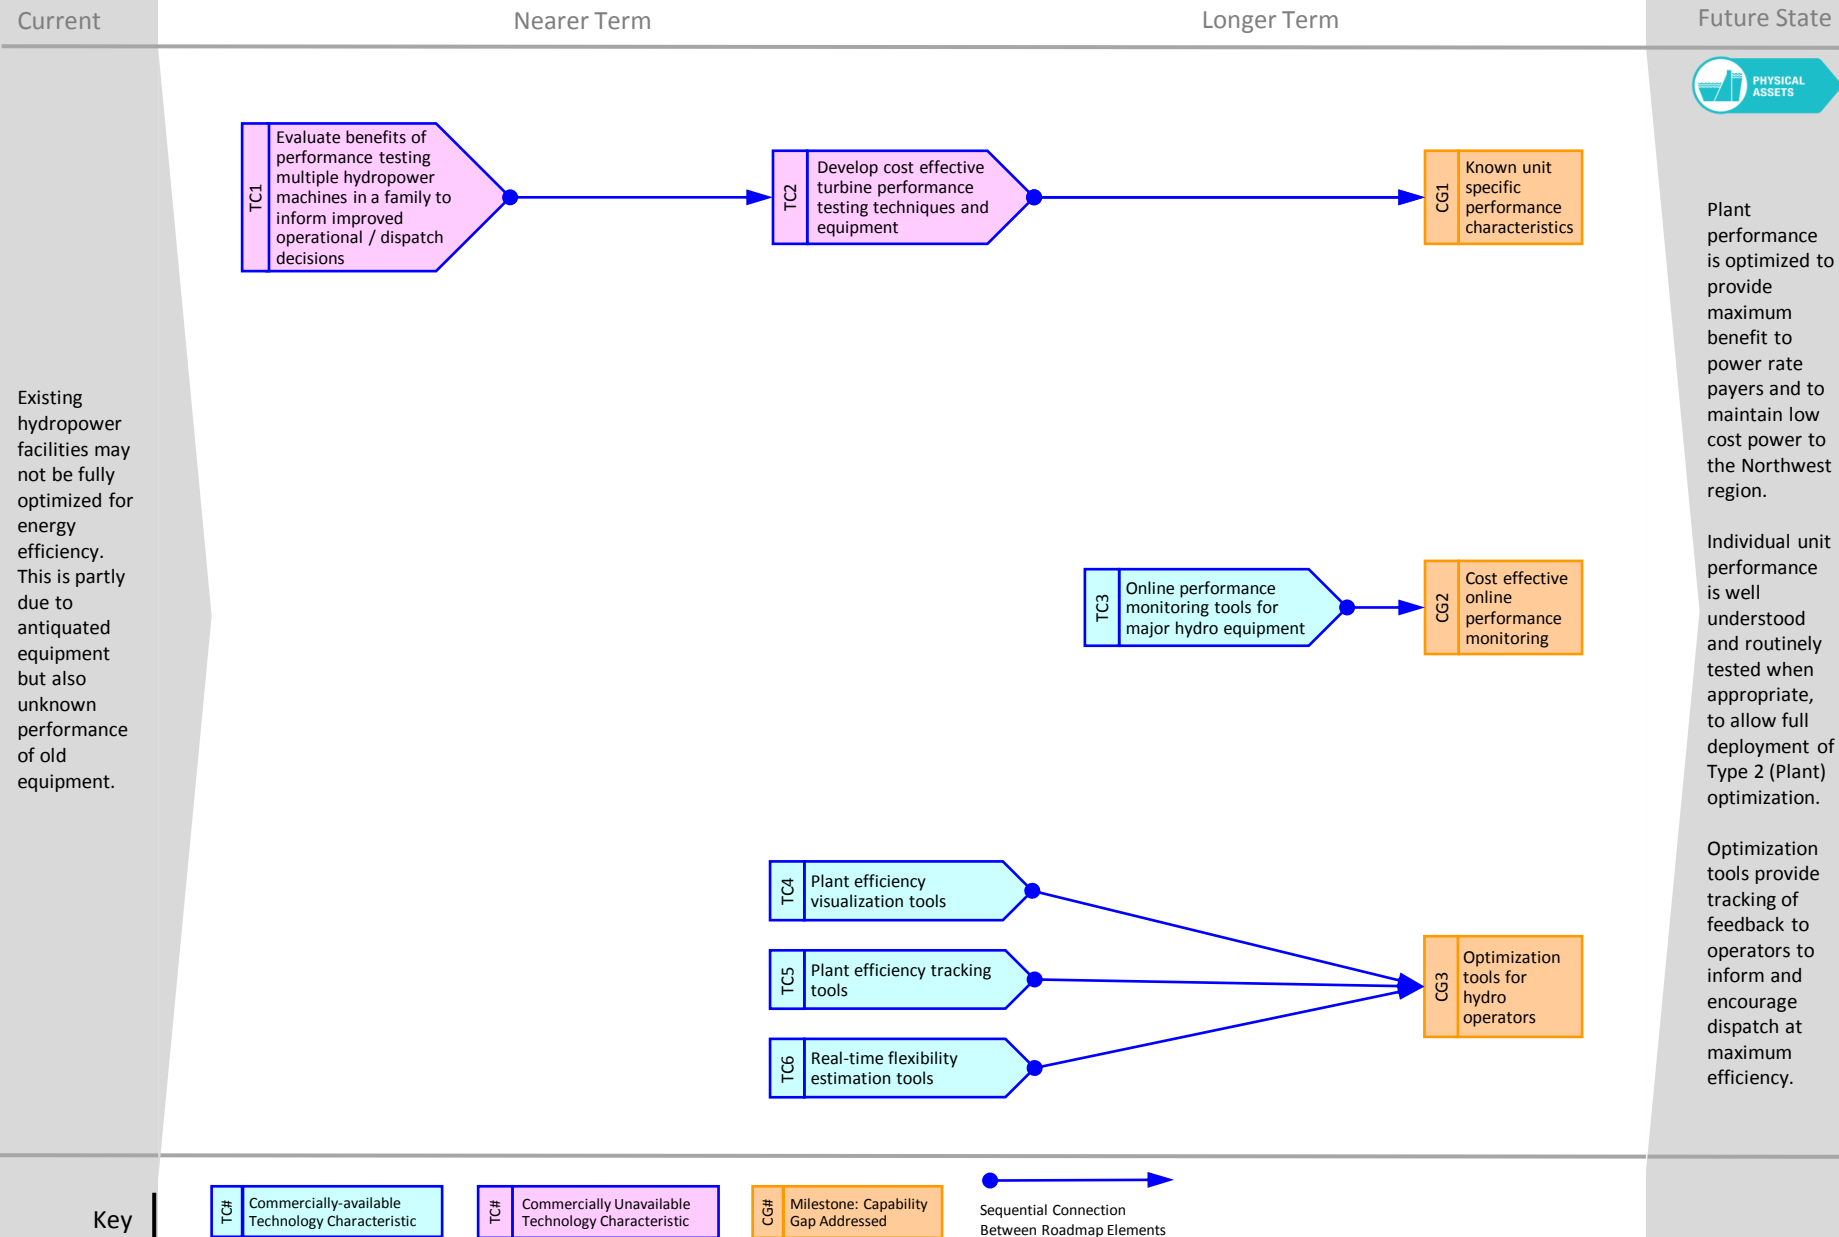 Current
Nearer Term
Longer Term
Future State
PHYSICAL
ASSETS
Existing
hydropower
facilities may
not be fully
optimized for
energy
efficiency.
This is partly
due to
antiquated
equipment
but also
unknown
performance
of old
equipment.
TC1
Evaluate benefits of
performance testing
multiple hydropower
machines in a family to
inform improved
operational / dispatch
decisions
TC2
Develop cost effective
turbine performance
testing techniques and
equipment
CG1
Known unit
specific
performance
characteristics
TC3
Online performance
monitoring tools for
major hydro equipment
CG2
Cost effective
online
performance
monitoring
TC4
Plant efficiency
visualization tools
TC5
Plant efficiency tracking
tools
TC6
Real-time flexibility
estimation tools
CG3
Optimization
tools for
hydro
operators
Plant
performance
is optimized to
provide
maximum
benefit to
power rate
payers and to
maintain low
cost power to
the Northwest
region.
Individual unit
performance
is well
understood
and routinely
tested when
appropriate,
to allow full
deployment of
Type 2 (Plant)
optimization.
Optimization
tools provide
tracking of
feedback to
operators to
inform and
encourage
dispatch at
maximum
efficiency.
Key
TC#
Commercially-available
Technology Characteristic
TC#
Commercially Unavailable
Technology Characteristic
CG#
Milestone: Capability
Gap Addressed
Sequential Connection
Between Roadmap Elements